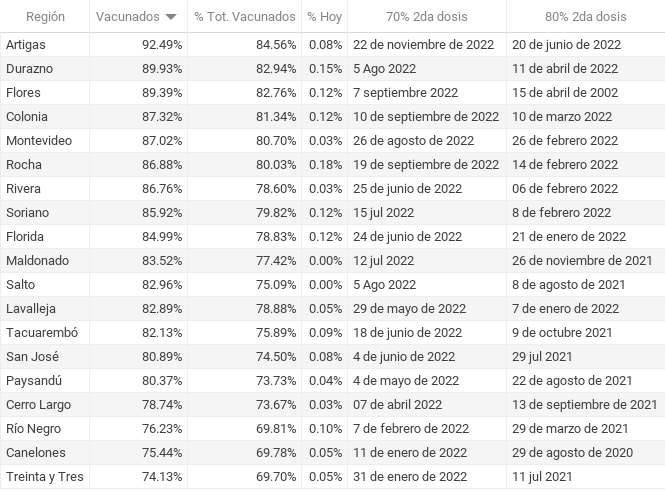 Región Vacunados % Tot. Vacunados % Hoy 70% 2da dosis 80% 2da dosis
Artigas 92.49% 84.56% 0.08% 22 de noviembre de 2022 20 de junio de 2022
Durazno 89.93% 82.94% 0.15% 5 Ago 2022 11 de abril de 2022
Flores 89.39% 82.76% 0.12% 7 septiembre 2022 15 de abril de 2002
Colonia 87.32% 81.34% 0.12% 10 de septiembre de 2022 10 de marzo 2022
Montevideo 87.02% 80.70% 0.03% 26 de agosto de 2022 26 de febrero 2022
Rocha 86.88% 80.03% 0.18% 19 de septiembre de 2022 14 de febrero 2022
Rivera 86.76% 78.60% 0.03% 25 de junio de 2022 06 de febrero 2022
Soriano 85.92% 79.82% 0.12% 15 jul 2022 8 de febrero 2022
Florida 84.99% 78.83% 0.12% 24 de junio de 2022 21 de enero de 2022
Maldonado 83.52% 77.42% 0.00% 12 jul 2022 26 de noviembre de 2021
Salto 82.96% 75.09% 0.00% 5 Ago 2022 8 de agosto de 2021
Lavalleja 82.89% 78.88% 0.05% 29 de mayo de 2022 7 de enero de 2022
Tacuarembó 82.13% 75.89% 0.09% 18 de junio de 2022 9 de octubre 2021
San José 80.89% 74.50% 0.08% 4 de junio de 2022 29 jul 2021
Paysandú 80.37% 73.73% 0.04% 4 de mayo de 2022 22 de agosto de 2021
Cerro Largo 78.74% 73.67% 0.03% 07 de abril 2022 13 de septiembre de 2021
Río Negro 76.23% 69.81% 0.10% 7 de febrero de 2022 29 de marzo de 2021
Canelones 75.44% 69.78% 0.05% 11 de enero de 2022 29 de agosto de 2020
Treinta y Tres 74.13% 69.70% 0.05% 31 de enero de 2022 11 jul 2021